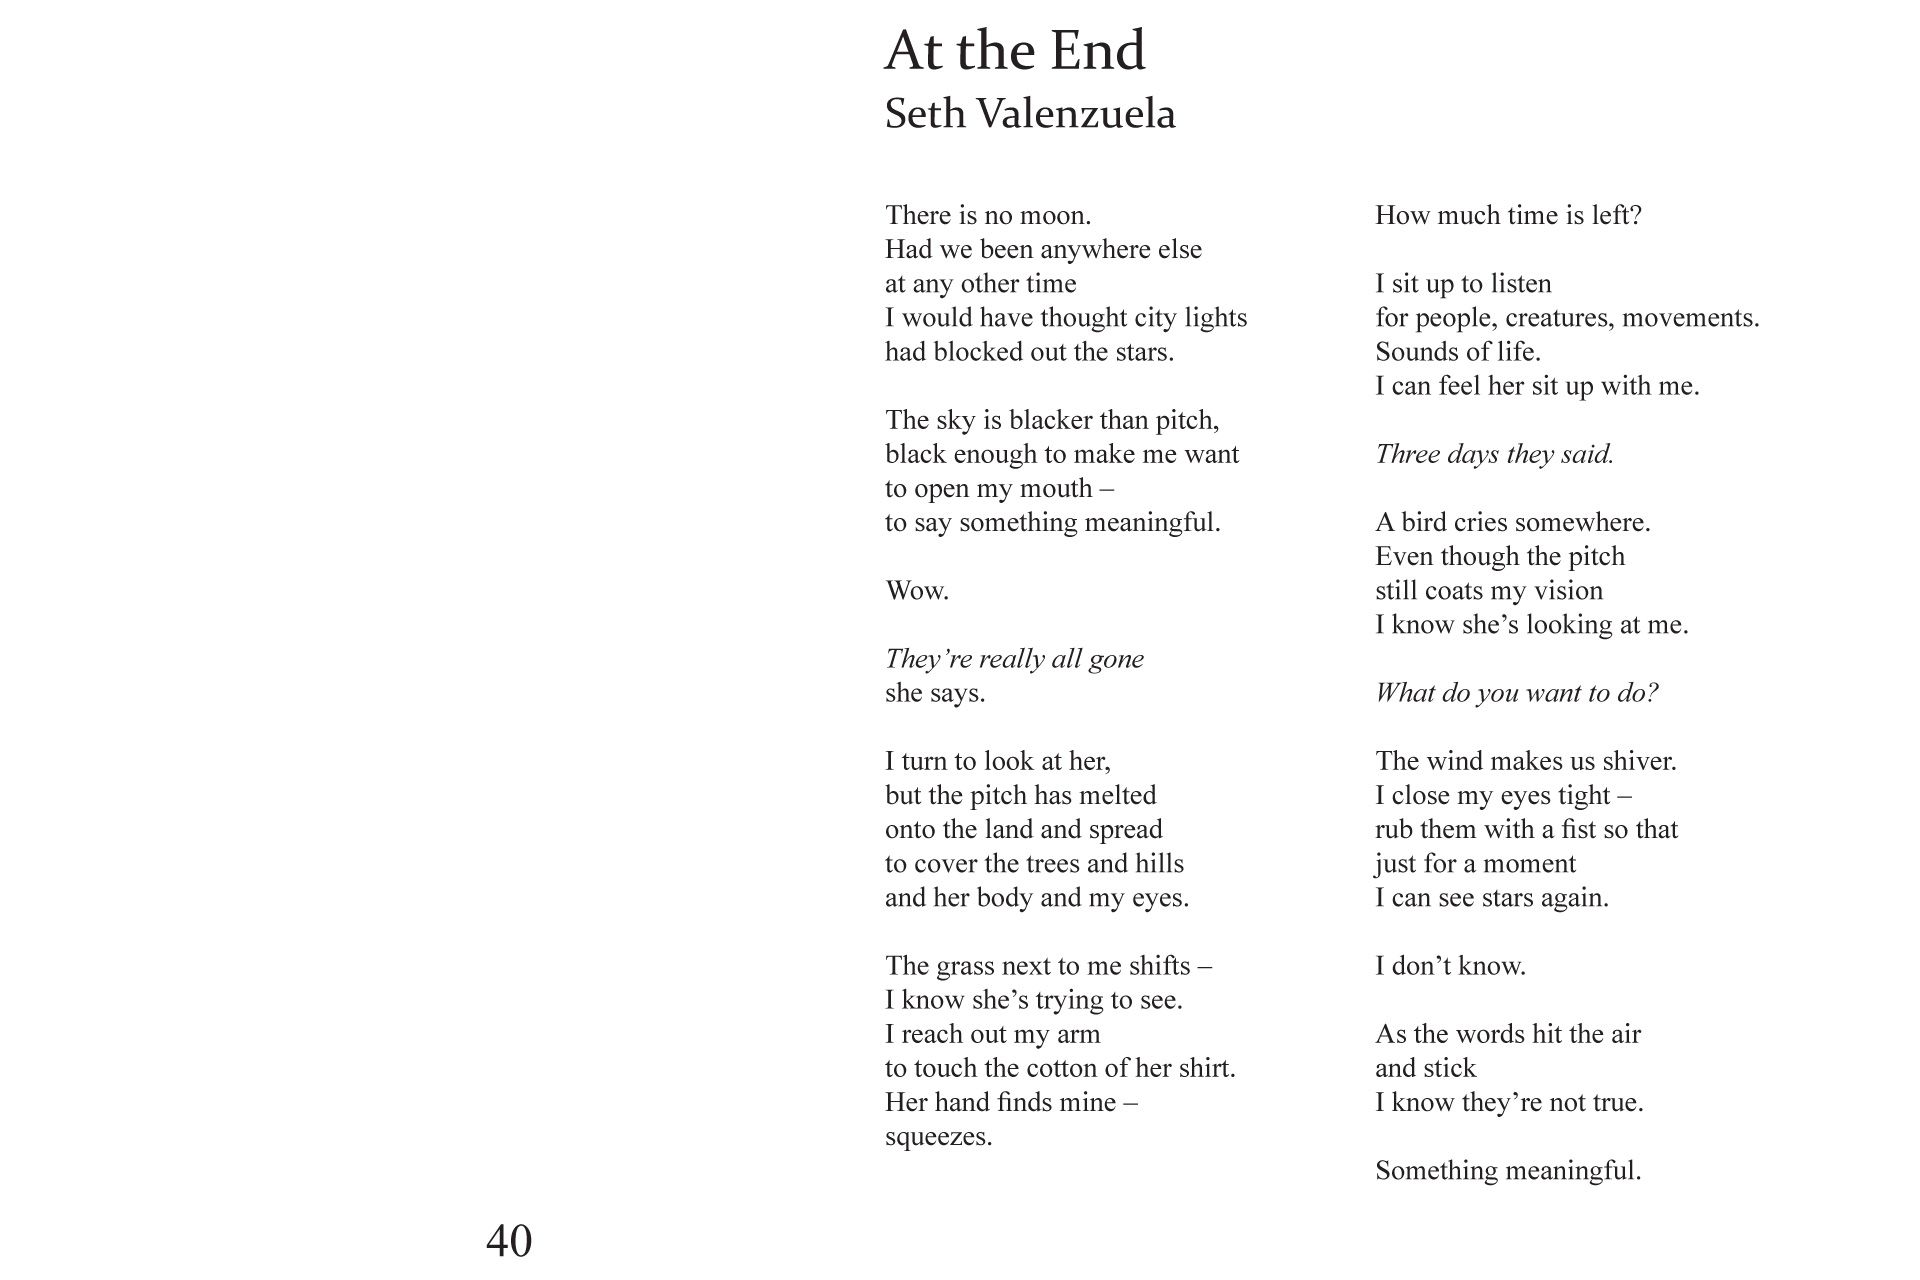 At the End
Seth Valenzuela
There is no moon.
Had we been anywhere else
at any other time
I would have thought city lights
had blocked out the stars.
The sky is blacker than pitch,
black enough to make me want
to open my mouth –
to say something meaningful.
Wow.
They’re really all gone
she says.
I turn to look at her,
but the pitch has melted
onto the land and spread
to cover the trees and hills
and her body and my eyes.
The grass next to me shifts –
I know she’s trying to see.
I reach out my arm
to touch the cotton of her shirt.
Her hand finds mine –
squeezes.
How much time is left?
I sit up to listen
for people, creatures, movements.
Sounds of life.
I can feel her sit up with me.
Three days they said.
A bird cries somewhere.
Even though the pitch
still coats my vision
I know she’s looking at me.
What do you want to do?
The wind makes us shiver.
I close my eyes tight –
rub them with a fist so that
just for a moment
I can see stars again.
I don’t know.
As the words hit the air
and stick
I know they’re not true.
Something meaningful.
40